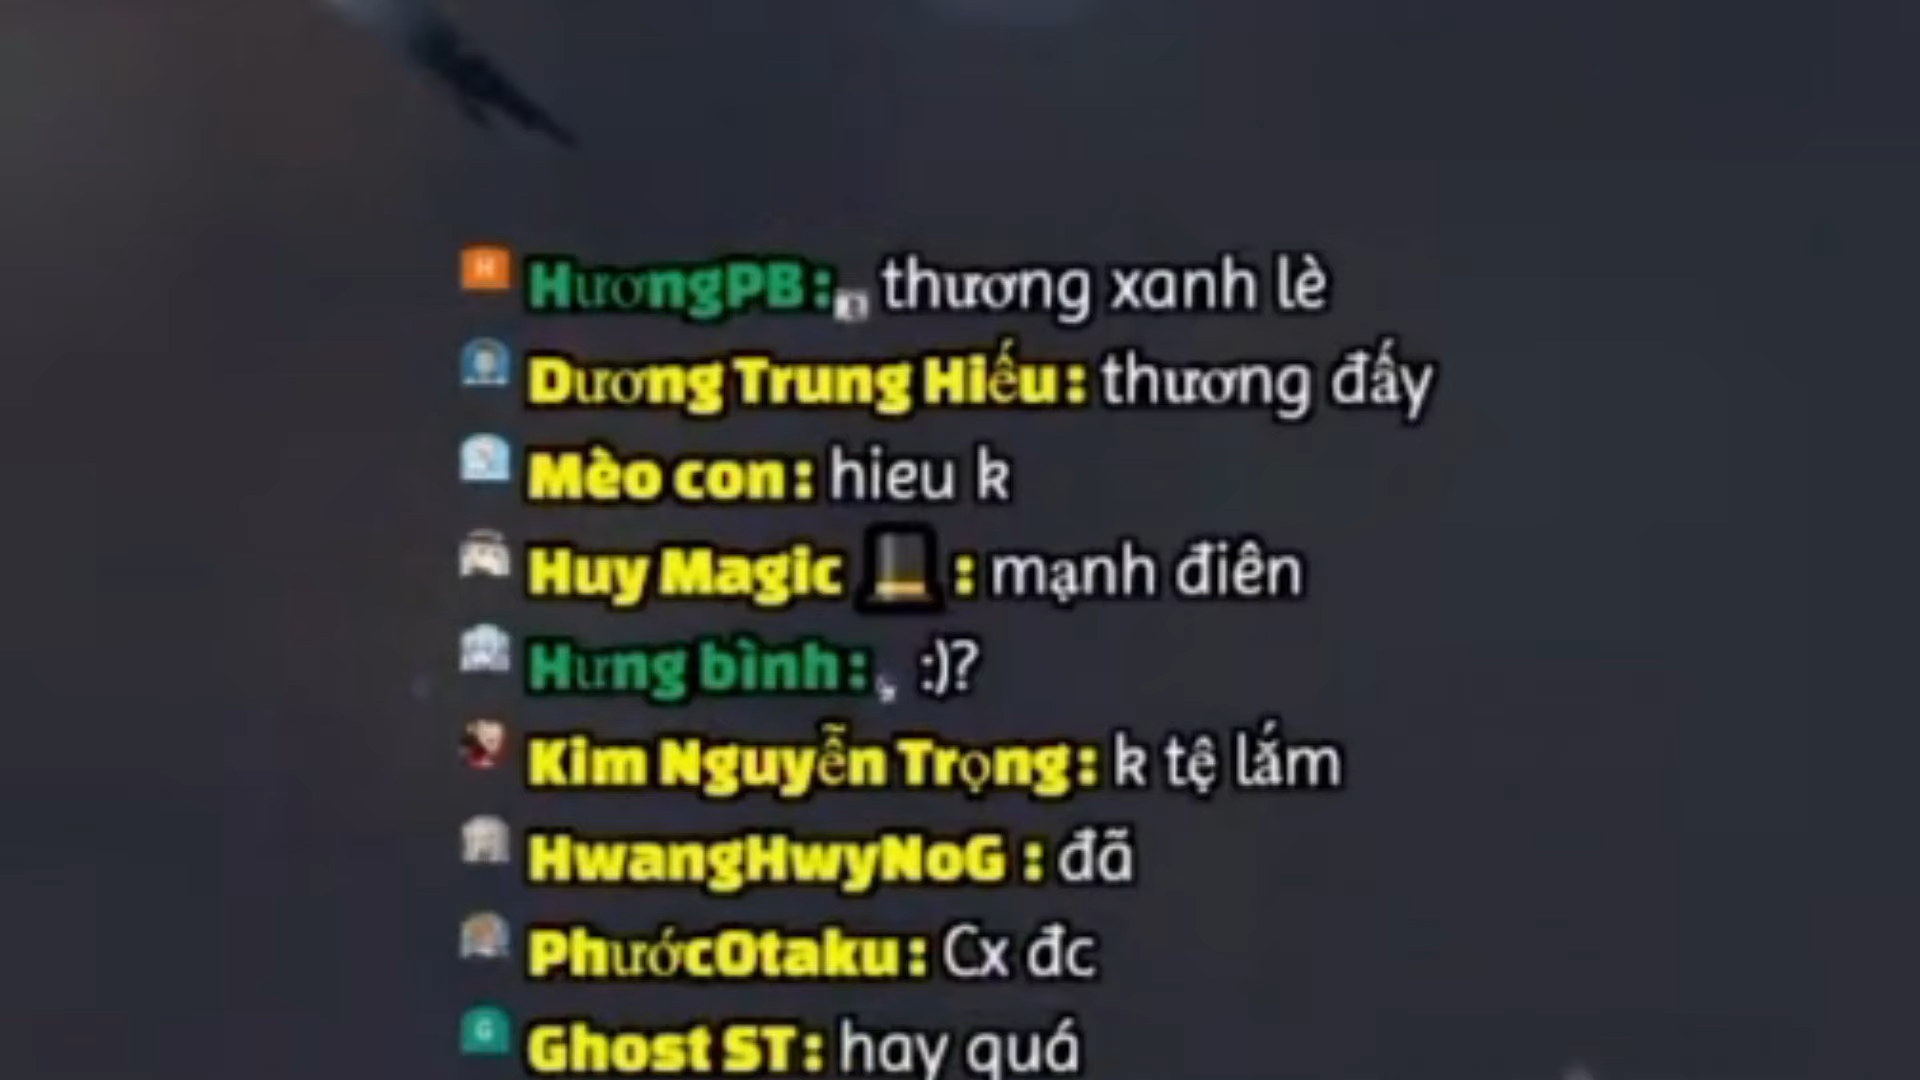 HươngPB: thương xanh lè
Dương Trung Hiếu: thương đấy
Mèo con: hieu k
Huy Magic 🎩: mạnh điên
Hưng bình: :)?
Kim Nguyễn Trọng: k tệ lắm
HwangHwyNoG : đã
PhướcOtaku: Cx đc
Ghost ST: hay quá